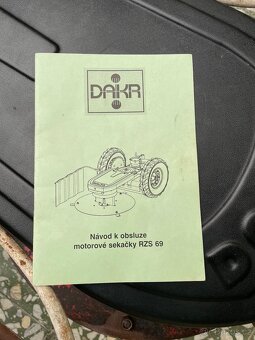 DAKR
Návod k obsluze
motorové sekačky RZS 69